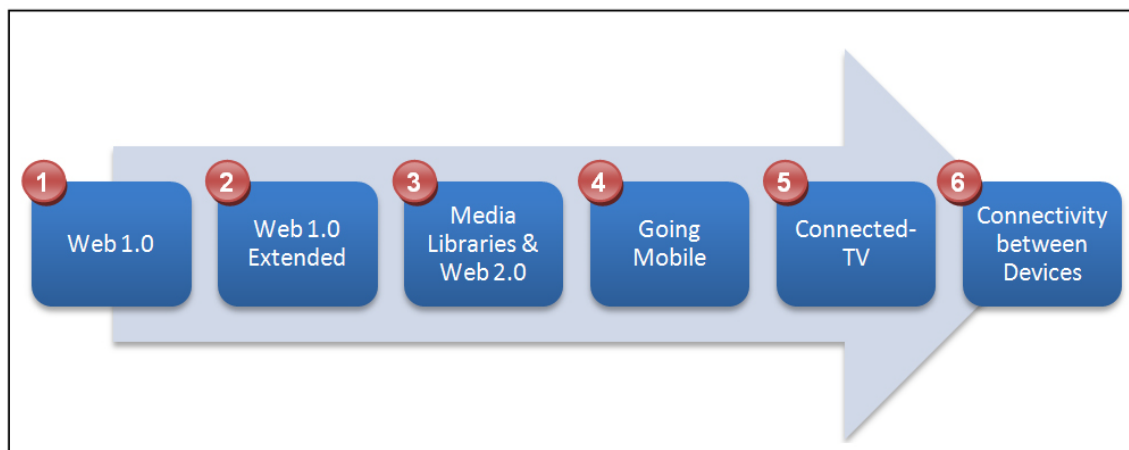 1
Web 1.0
2
Web 1.0
Extended
3
Media
Libraries &
Web 2.0
4
Going
Mobile
5
Connected-
TV
6
Connectivity
between
Devices